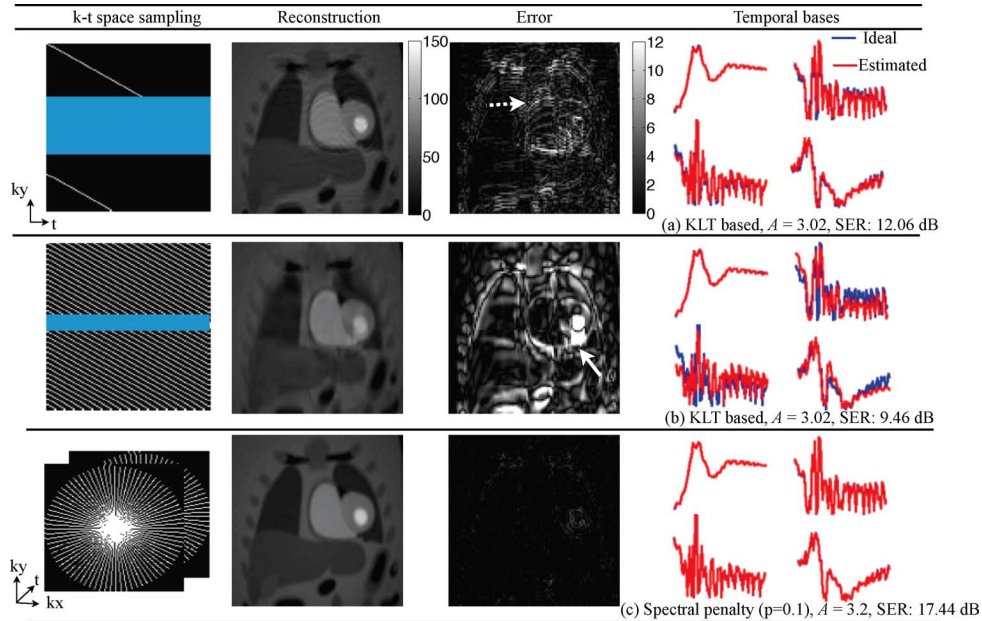 k-t space sampling Reconstruction Error Temporal bases
150
100
50
0
12
10
8
6
4
2
0
Ideal
Estimated
ky
t
(a) KLT based, A = 3.02, SER: 12.06 dB
(b) KLT based, A = 3.02, SER: 9.46 dB
ky
t
kx
(c) Spectral penalty (p=0.1), A = 3.2, SER: 17.44 dB